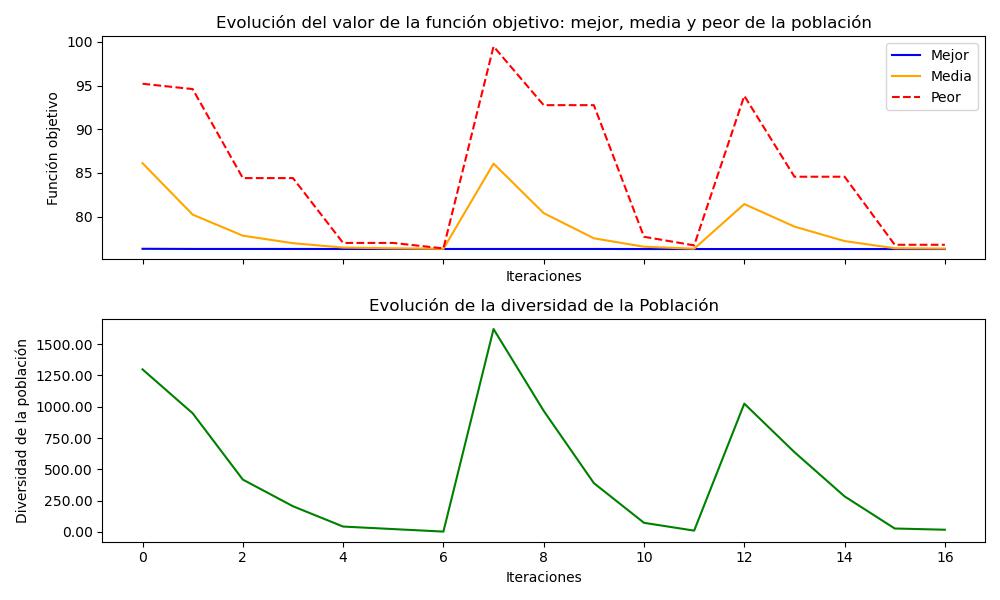 Evolución del valor de la función objetivo: mejor, media y peor de la población
Función objetivo
100
95
90
85
80
Mejor
Media
Peor
Iteraciones
Evolución de la diversidad de la Población
Diversidad de la población
1500.00
1250.00
1000.00
750.00
500.00
250.00
0.00
0 2 4 6 8 10 12 14 16
Iteraciones